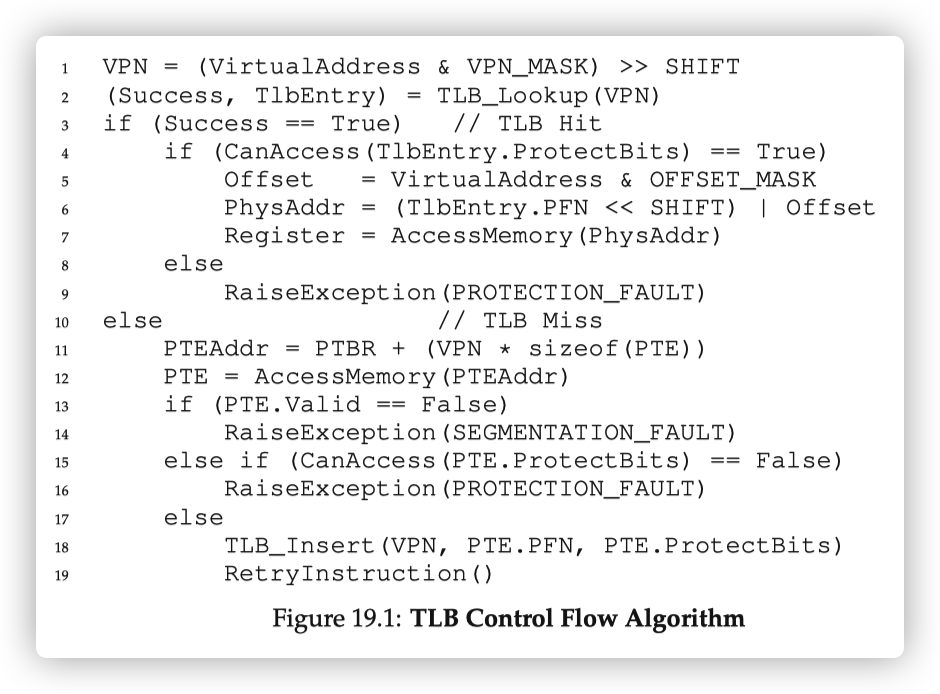 1 VPN = (VirtualAddress & VPN_MASK) >> SHIFT
2 (Success, TlbEntry) = TLB_Lookup(VPN)
3 if (Success == True) // TLB Hit
4 if (CanAccess(TlbEntry.ProtectBits) == True)
5 Offset = VirtualAddress & OFFSET_MASK
6 PhysAddr = (TlbEntry.PFN << SHIFT) | Offset
7 Register = AccessMemory(PhysAddr)
8 else
9 RaiseException(PROTECTION_FAULT)
10 else // TLB Miss
11 PTEAddr = PTBR + (VPN * sizeof(PTE))
12 PTE = AccessMemory(PTEAddr)
13 if (PTE.Valid == False)
14 RaiseException(SEGMENTATION_FAULT)
15 else if (CanAccess(PTE.ProtectBits) == False)
16 RaiseException(PROTECTION_FAULT)
17 else
18 TLB_Insert(VPN, PTE.PFN, PTE.ProtectBits)
19 RetryInstruction()
Figure 19.1: TLB Control Flow Algorithm